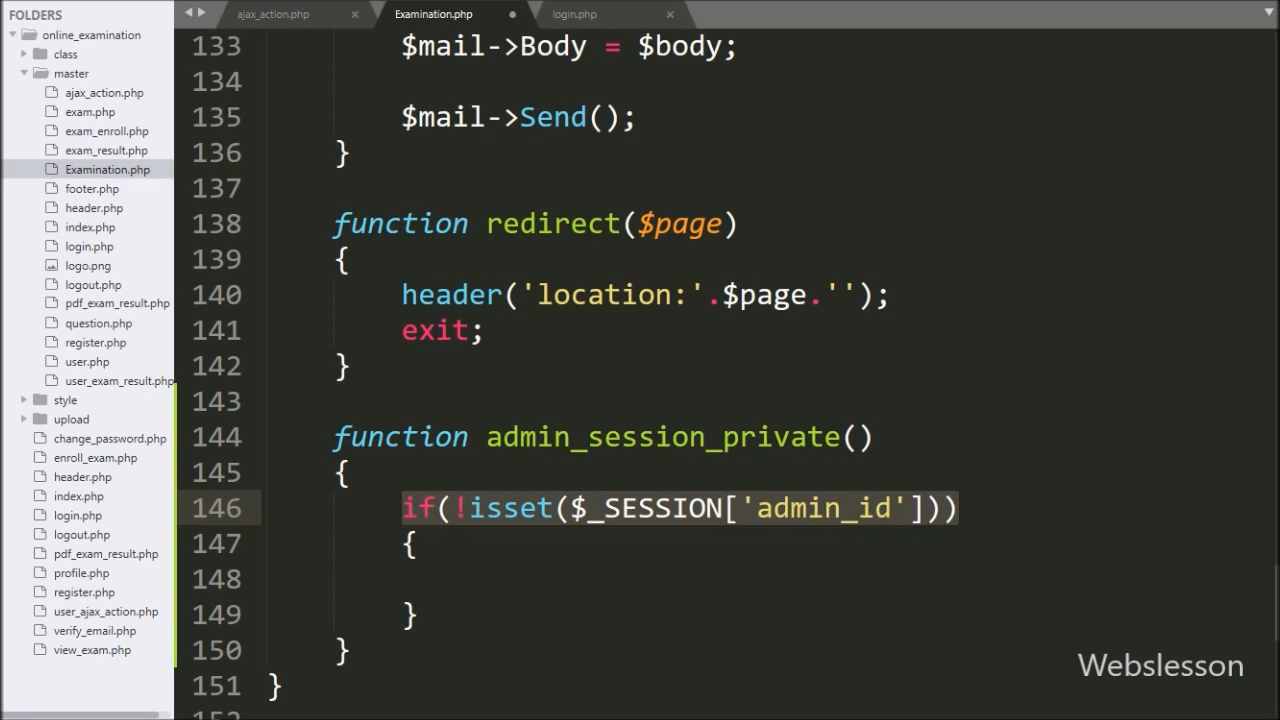 FOLDERS
online_examination
class
master
ajax_action.php
exam.php
exam_enroll.php
exam_result.php
Examination.php
footer.php
header.php
index.php
login.php
logo.png
logout.php
pdf_exam_result.php
question.php
register.php
user.php
user_exam_result.php
style
upload
change_password.php
enroll_exam.php
header.php
index.php
login.php
logout.php
pdf_exam_result.php
profile.php
register.php
user_ajax_action.php
verify_email.php
view_exam.php
ajax_action.php × Examination.php login.php ×
133 $mail->Body = $body;
134
135 $mail->Send();
136 }
137
138 function redirect($page)
139 {
140 header('location:'.$page.'');
141 exit;
142 }
143
144 function admin_session_private()
145 {
146 if(!isset($_SESSION['admin_id']))
147 {
148
149 }
150 }
151 }
152
Webslesson